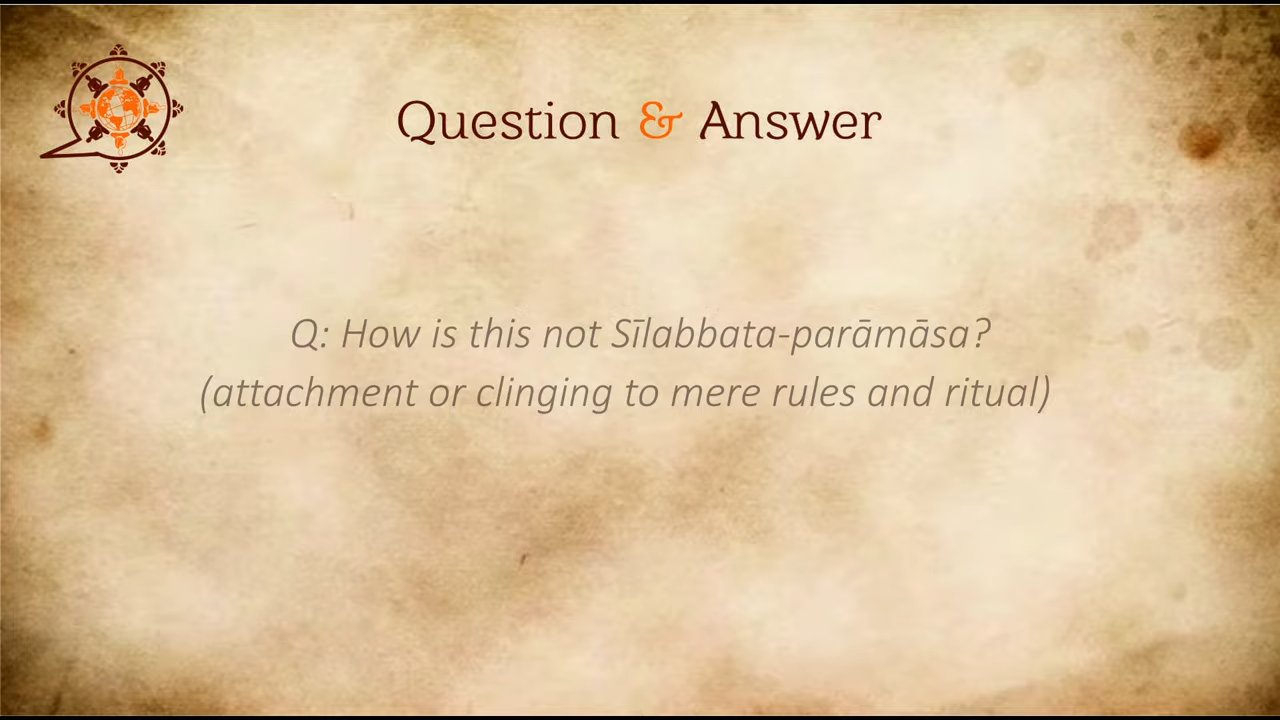 Question & Answer
Q: How is this not Sīlabbata-parāmāsa?
(attachment or clinging to mere rules and ritual)